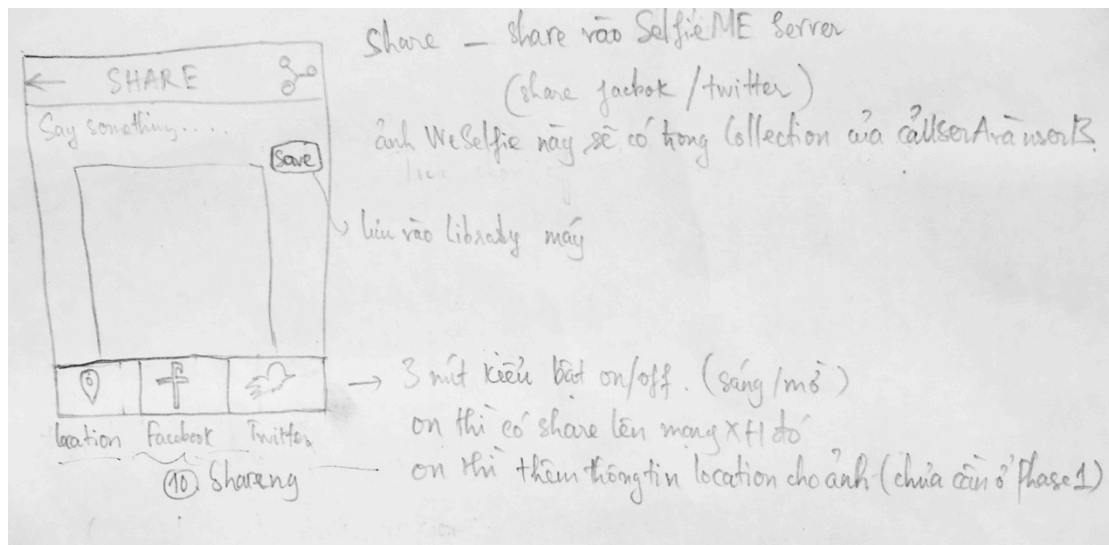 SHARE
Say something....
Save
Location Facebook Twitter
10 Shareng
Share – share vào SelfieME Server
(share facbok / twitter)
ảnh WeSelfie này sẽ có trong Collection của cả UserA và userB.
lưu vào Library máy
→ 3 nút kiểu bật on/off. (sáng/mờ)
on thì có share lên mạng XH đó
on thì thêm thông tin location cho ảnh (chưa cần ở Phase 1)